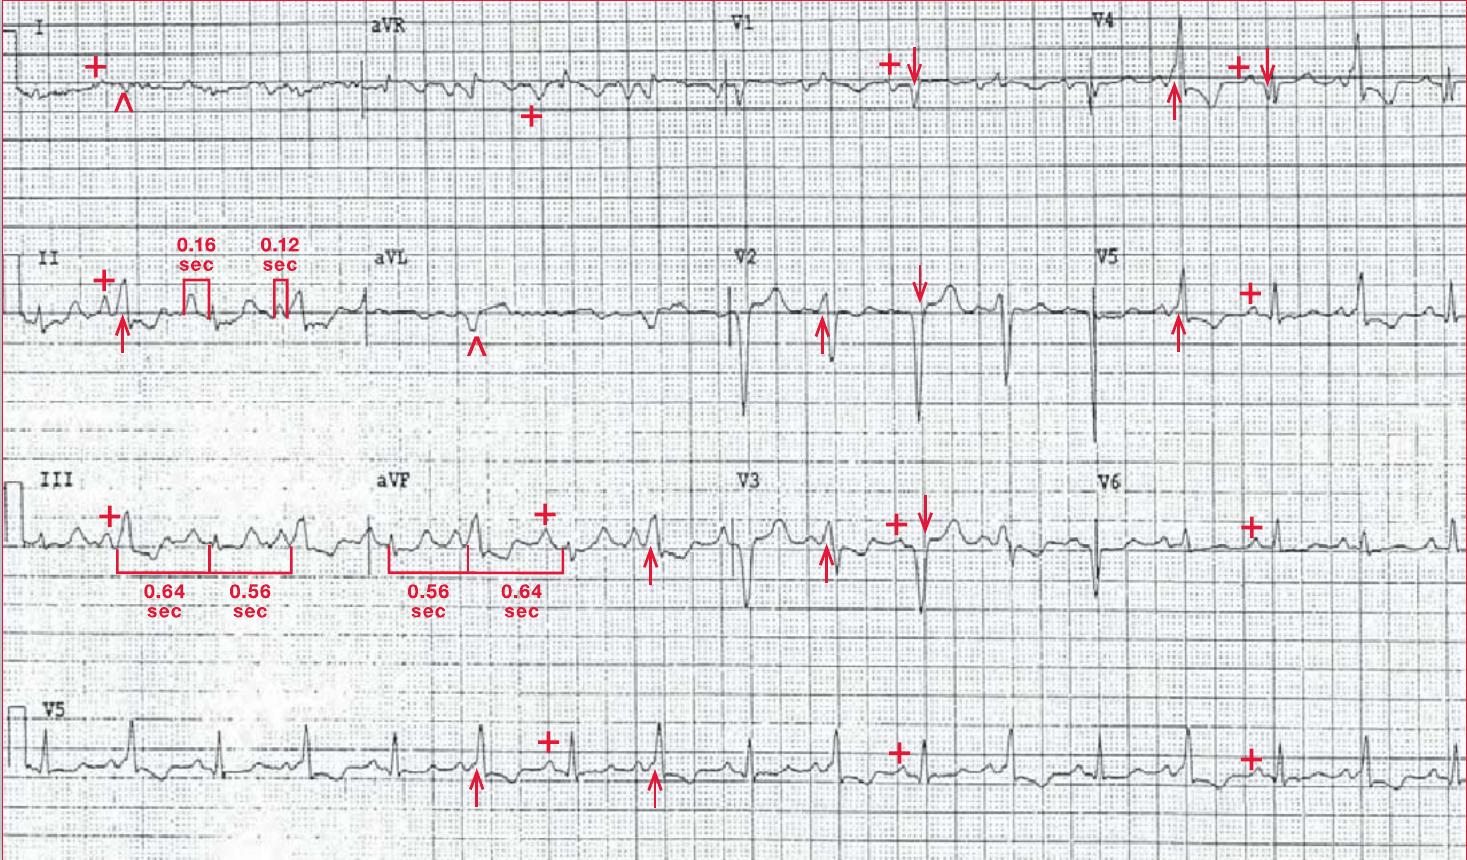 I aVR V1 V4
0.16 sec 0.12 sec
II aVL V2 V5
III aVF V3 V6
0.64 sec 0.56 sec 0.56 sec 0.64 sec
V5